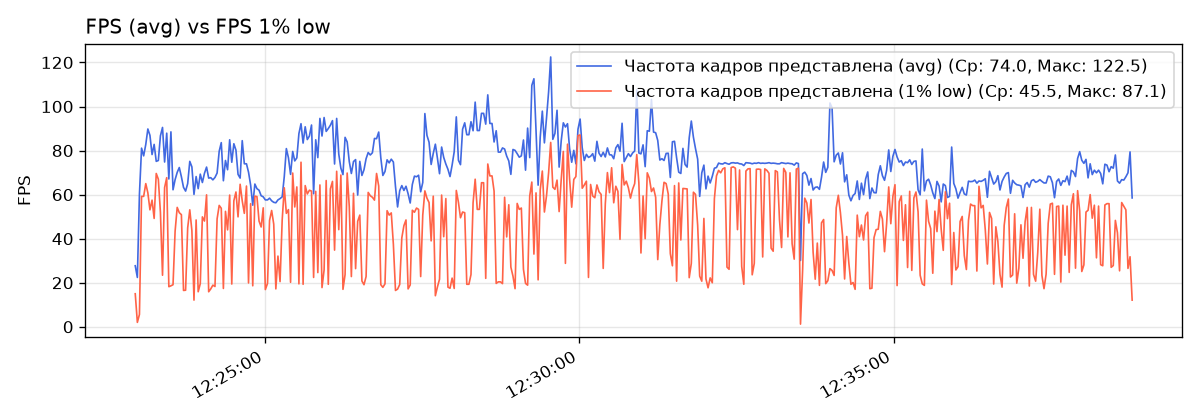 FPS (avg) vs FPS 1% low
Частота кадров представлена (avg) (Ср: 74.0, Макс: 122.5)
Частота кадров представлена (1% low) (Ср: 45.5, Макс: 87.1)
FPS
120
100
80
60
40
20
0
12:25:00
12:30:00
12:35:00